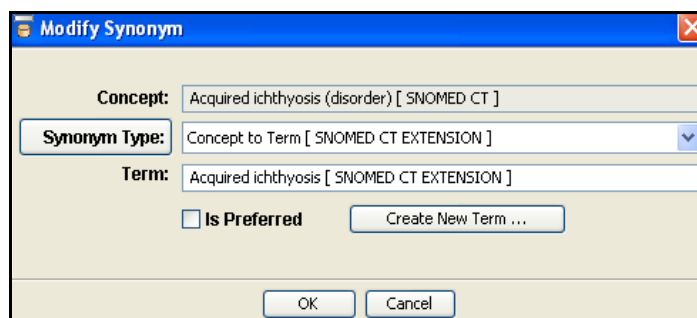 Modify Synonym
Concept: Acquired ichthyosis (disorder) [ SNOMED CT ]
Synonym Type: Concept to Term [ SNOMED CT EXTENSION ]
Term: Acquired ichthyosis [ SNOMED CT EXTENSION ]
Is Preferred Create New Term ...
OK Cancel